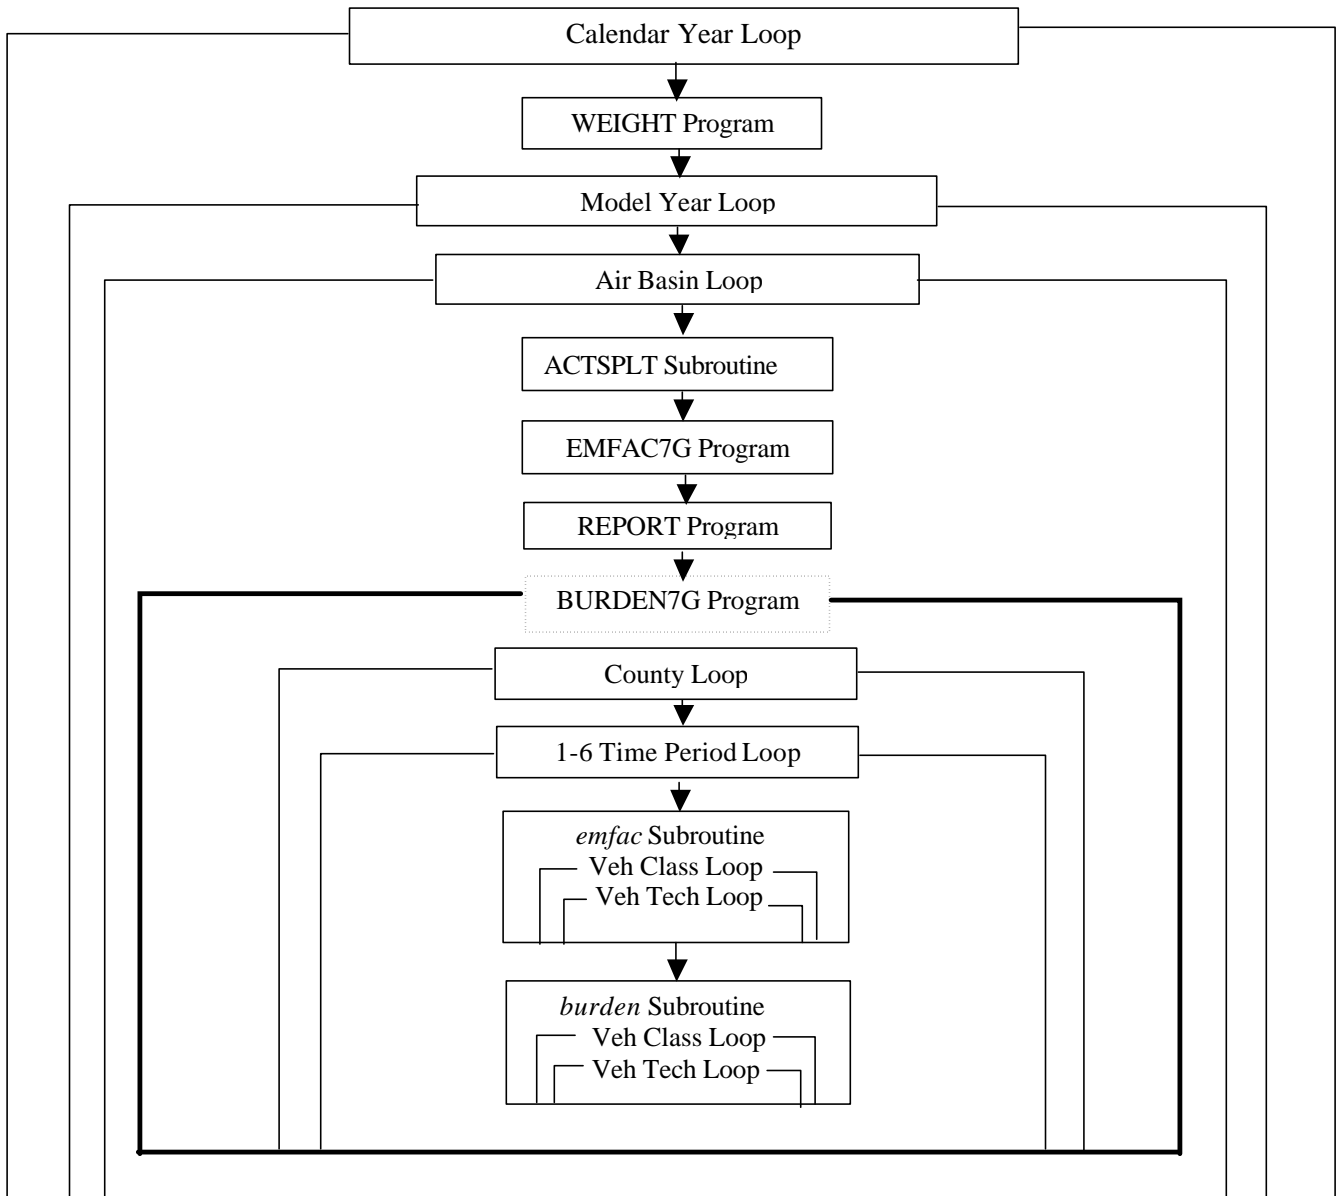 Calendar Year Loop
WEIGHT Program
Model Year Loop
Air Basin Loop
ACTSPLT Subroutine
EMFAC7G Program
REPORT Program
BURDEN7G Program
County Loop
1-6 Time Period Loop
emfac Subroutine
Veh Class Loop
Veh Tech Loop
burden Subroutine
Veh Class Loop
Veh Tech Loop